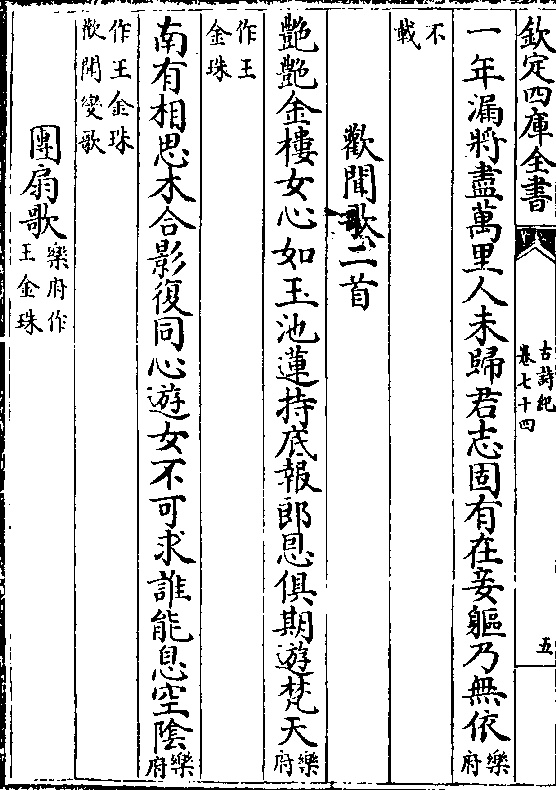 欽定四庫全書
古詩紀
卷七十四
五
一年漏將盡萬里人未歸君志固有在妾軀乃無依樂府
不載
歡聞歌二首
艷艷金樓女心如玉池蓮持底報郎恩俱期遊梵天樂府
作王金珠
南有相思木合影復同心遊女不可求誰能息空陰樂府
作王金珠歡聞變歌
團扇歌樂府作王金珠